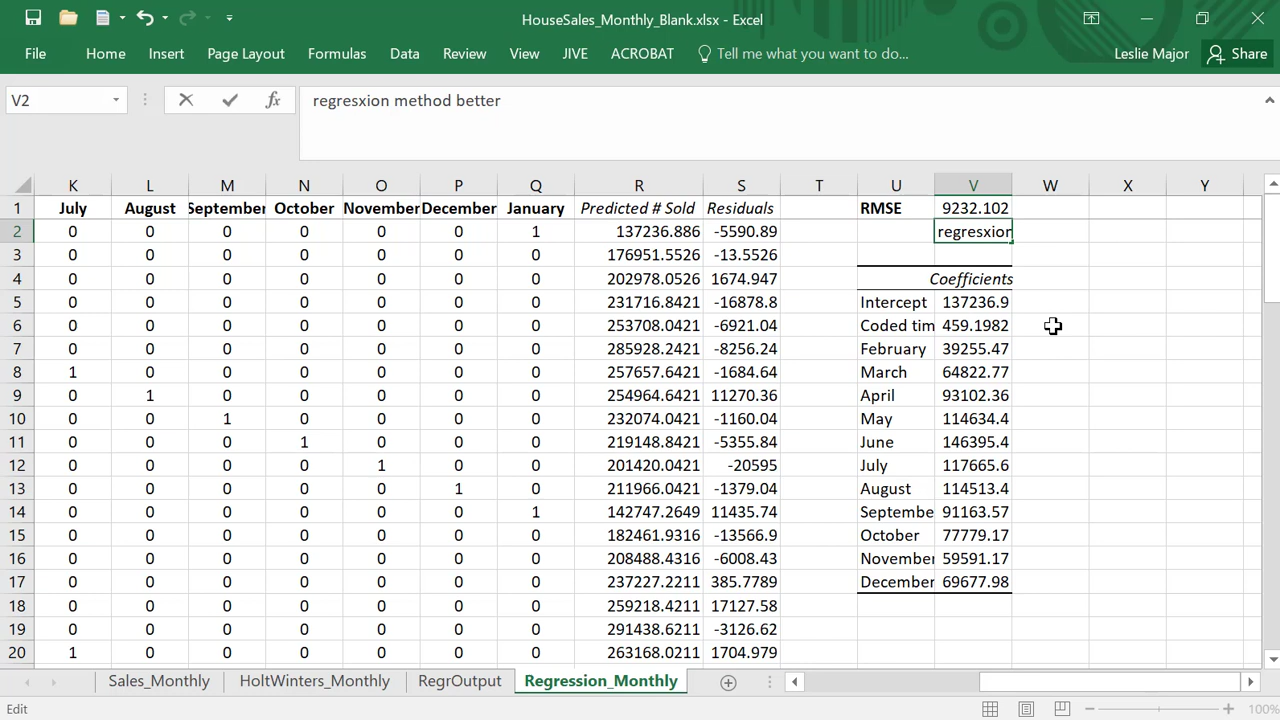 HouseSales_Monthly_Blank.xlsx - Excel
File Home Insert Page Layout Formulas Data Review View JIVE ACROBAT Tell me what you want to do... Leslie Major Share
V2 fx regresxion method better
K L M N O P Q R S T U V W X Y
1 July August September October November December January Predicted # Sold Residuals RMSE 9232.102
2 0 0 0 0 0 0 1 137236.886 -5590.89 regresxion
3 0 0 0 0 0 0 0 176951.5526 -13.5526
4 0 0 0 0 0 0 0 202978.0526 1674.947 Coefficients
5 0 0 0 0 0 0 0 231716.8421 -16878.8 Intercept 137236.9
6 0 0 0 0 0 0 0 253708.0421 -6921.04 Coded tim 459.1982
7 0 0 0 0 0 0 0 285928.2421 -8256.24 February 39255.47
8 1 0 0 0 0 0 0 257657.6421 -1684.64 March 64822.77
9 0 1 0 0 0 0 0 254964.6421 11270.36 April 93102.36
10 0 0 1 0 0 0 0 232074.0421 -1160.04 May 114634.4
11 0 0 0 1 0 0 0 219148.8421 -5355.84 June 146395.4
12 0 0 0 0 1 0 0 201420.0421 -20595 July 117665.6
13 0 0 0 0 0 1 0 211966.0421 -1379.04 August 114513.4
14 0 0 0 0 0 0 1 142747.2649 11435.74 Septembe 91163.57
15 0 0 0 0 0 0 0 182461.9316 -13566.9 October 77779.17
16 0 0 0 0 0 0 0 208488.4316 -6008.43 November 59591.17
17 0 0 0 0 0 0 0 237227.2211 385.7789 December 69677.98
18 0 0 0 0 0 0 0 259218.4211 17127.58
19 0 0 0 0 0 0 0 291438.6211 -3126.62
20 1 0 0 0 0 0 0 263168.0211 1704.979
Sales_Monthly HoltWinters_Monthly RegrOutput Regression_Monthly
Edit 100%